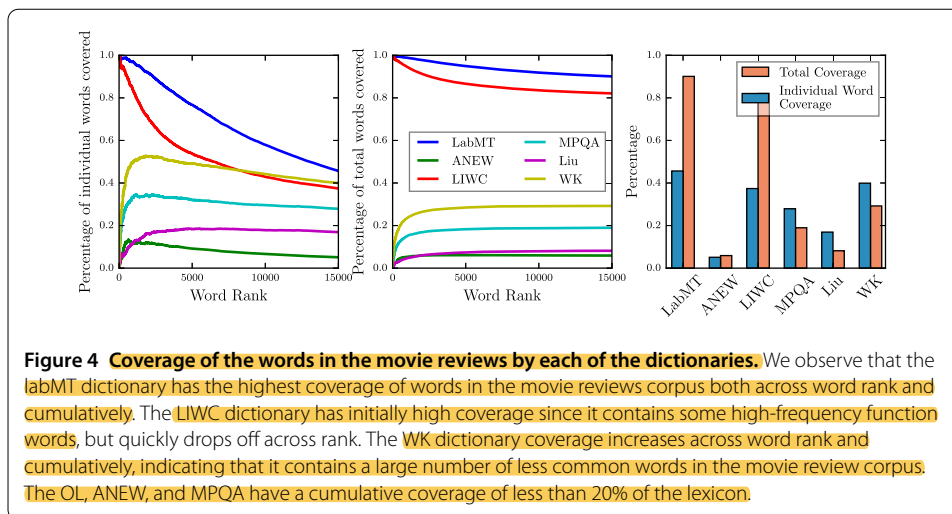 Percentage of individual words covered
1.0
0.8
0.6
0.4
0.2
0.0
0
5000
10000
15000
Word Rank
Percentage of total words covered
1.0
0.8
0.6
0.4
0.2
0.0
0
5000
10000
15000
Word Rank
LabMT
ANEW
LIWC
MPQA
Liu
WK
Percentage
1.0
0.8
0.6
0.4
0.2
0.0
Total Coverage
Individual Word
Coverage
LabMT
ANEW
LIWC
MPQA
Liu
WK
Figure 4 Coverage of the words in the movie reviews by each of the dictionaries. We observe that the
labMT dictionary has the highest coverage of words in the movie reviews corpus both across word rank and
cumulatively. The LIWC dictionary has initially high coverage since it contains some high-frequency function
words, but quickly drops off across rank. The WK dictionary coverage increases across word rank and
cumulatively, indicating that it contains a large number of less common words in the movie review corpus.
The OL, ANEW, and MPQA have a cumulative coverage of less than 20% of the lexicon.